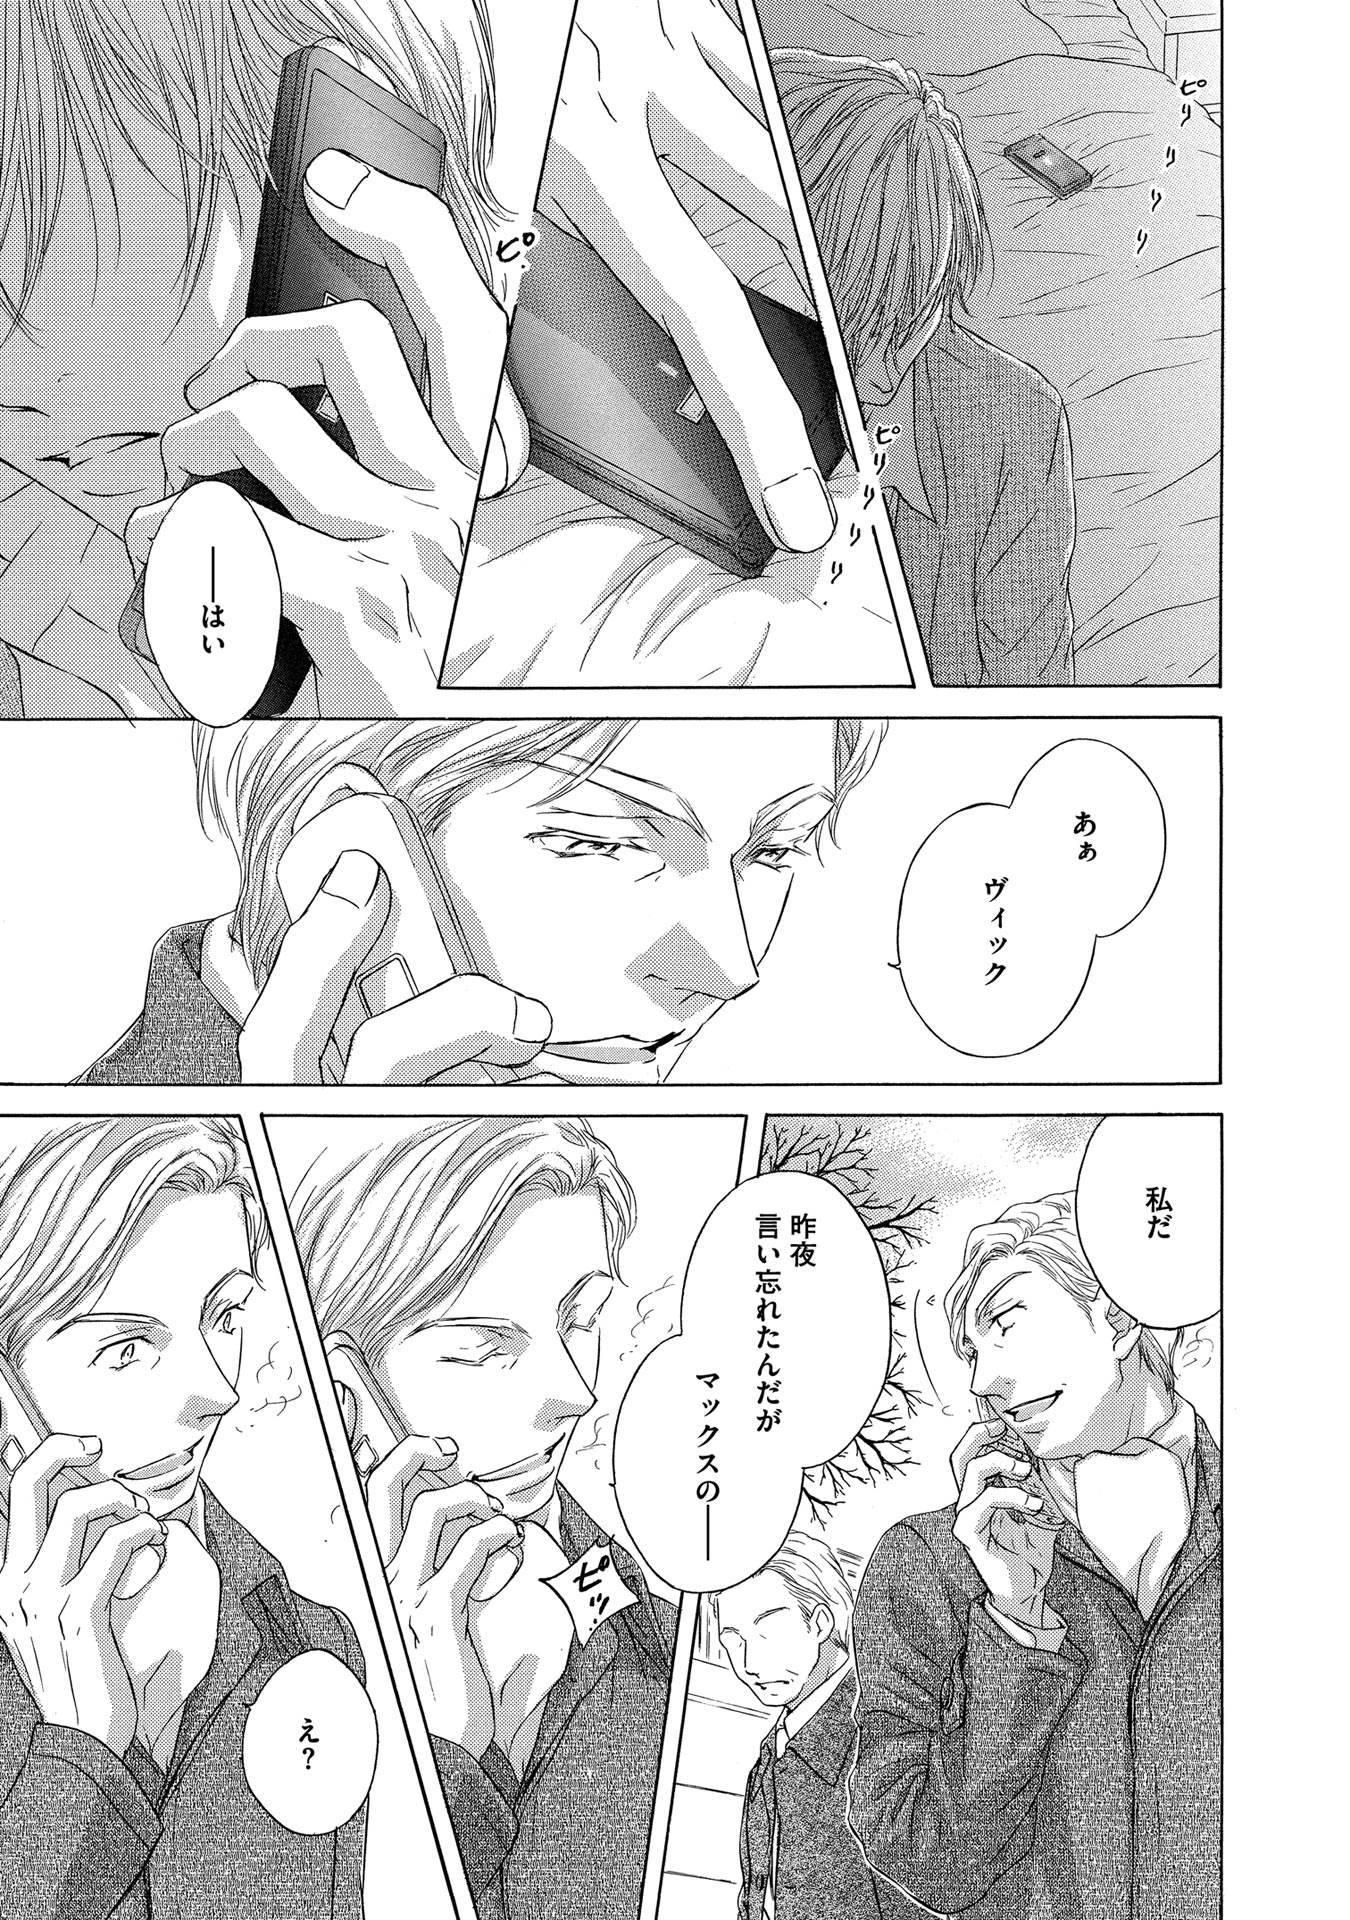 ピリリリリ
ピリリリリ
ピ
──はい
あぁ
ヴィック
私だ
昨夜
言い忘れたんだが
マックスの──
ピッ
え？